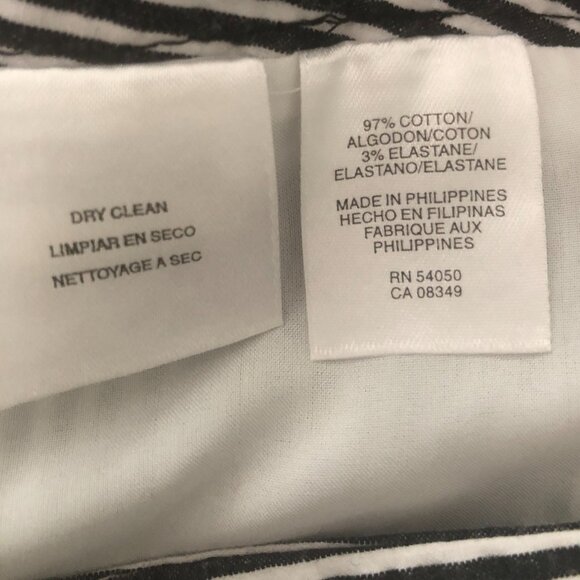 DRY CLEAN
LIMPIAR EN SECO
NETTOYAGE A SEC
97% COTTON/
ALGODON/COTON
3% ELASTANE/
ELASTANO/ELASTANE
MADE IN PHILIPPINES
HECHO EN FILIPINAS
FABRIQUE AUX
PHILIPPINES
RN 54050
CA 08349